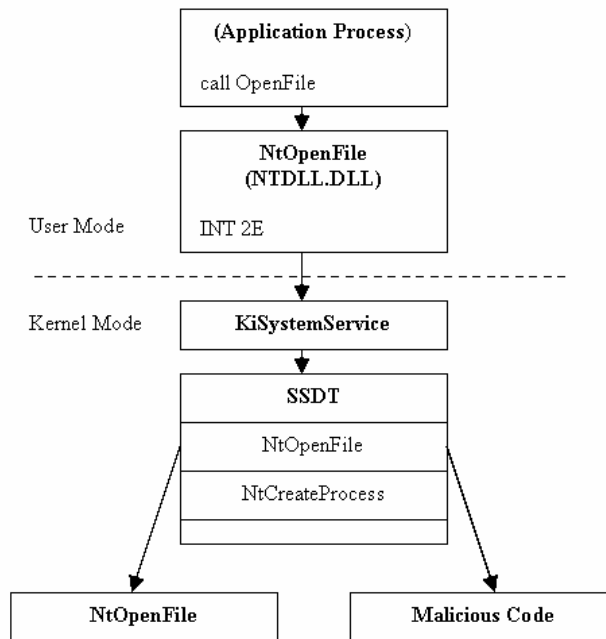 (Application Process)
call OpenFile
NtOpenFile
(NTDLL.DLL)
User Mode
INT 2E
Kernel Mode
KiSystemService
SSDT
NtOpenFile
NtCreateProcess
NtOpenFile
Malicious Code